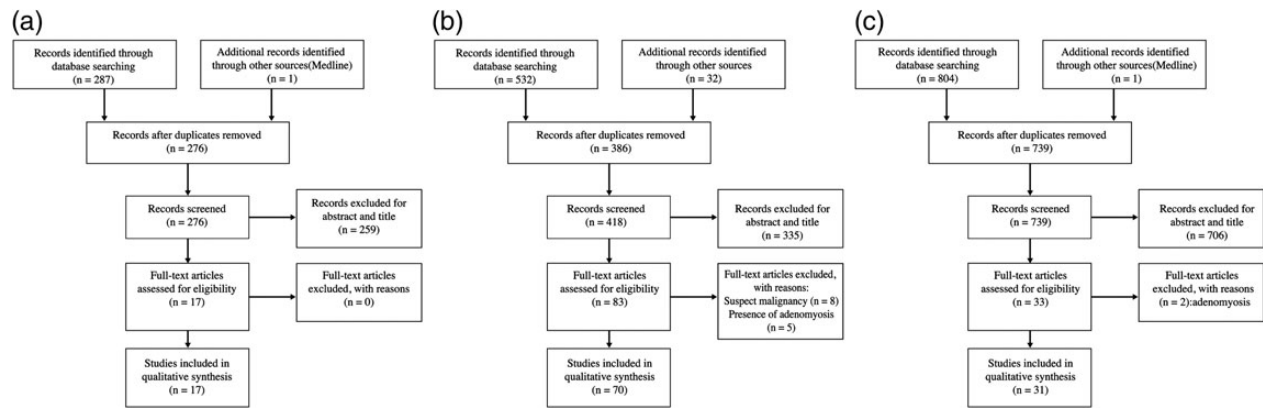 (a)
Records identified through
database searching
(n = 287)
Additional records identified
through other sources(Medline)
(n = 1)
Records after duplicates removed
(n = 276)
Records screened
(n = 276)
Records excluded for
abstract and title
(n = 259)
Full-text articles
assessed for eligibility
(n = 17)
Full-text articles
excluded, with reasons
(n = 0)
Studies included in
qualitative synthesis
(n = 17)
(b)
Records identified through
database searching
(n = 532)
Additional records identified
through other sources
(n = 32)
Records after duplicates removed
(n = 386)
Records screened
(n = 418)
Records excluded for
abstract and title
(n = 335)
Full-text articles
assessed for eligibility
(n = 83)
Full-text articles excluded,
with reasons:
Suspect malignancy (n = 8)
Presence of adenomyosis
(n = 5)
Studies included in
qualitative synthesis
(n = 70)
(c)
Records identified through
database searching
(n = 804)
Additional records identified
through other sources(Medline)
(n = 1)
Records after duplicates removed
(n = 739)
Records screened
(n = 739)
Records excluded for
abstract and title
(n = 706)
Full-text articles
assessed for eligibility
(n = 33)
Full-text articles
excluded, with reasons
(n = 2):adenomyosis
Studies included in
qualitative synthesis
(n = 31)